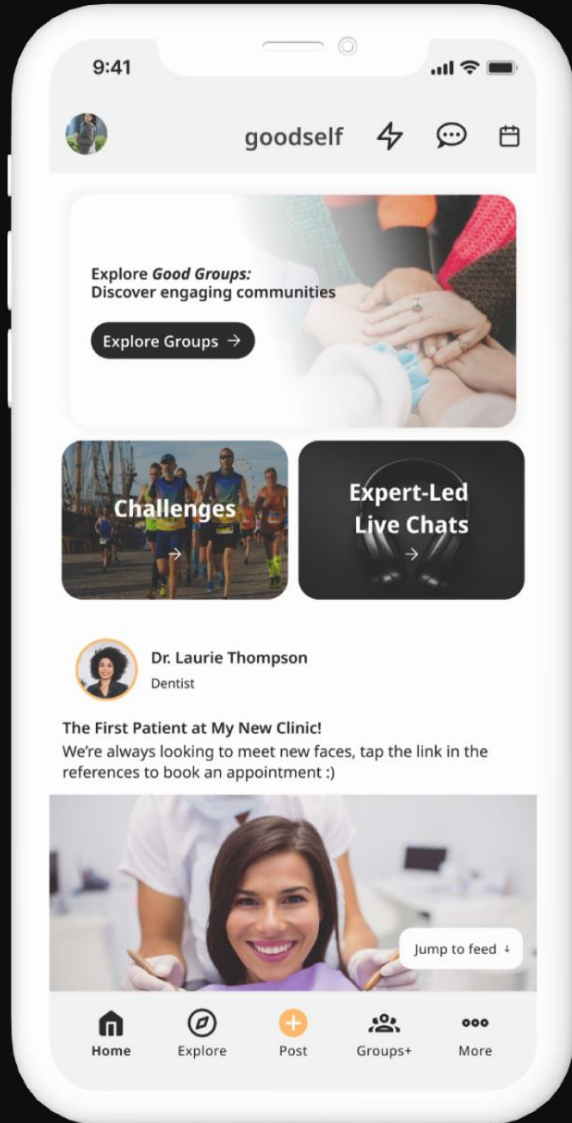 9:41
goodself
Explore Good Groups:
Discover engaging communities
Explore Groups →
Challenges
→
Expert-Led
Live Chats
→
Dr. Laurie Thompson
Dentist
The First Patient at My New Clinic!
We're always looking to meet new faces, tap the link in the
references to book an appointment :)
Jump to feed ↓
Home
Explore
Post
Groups+
More